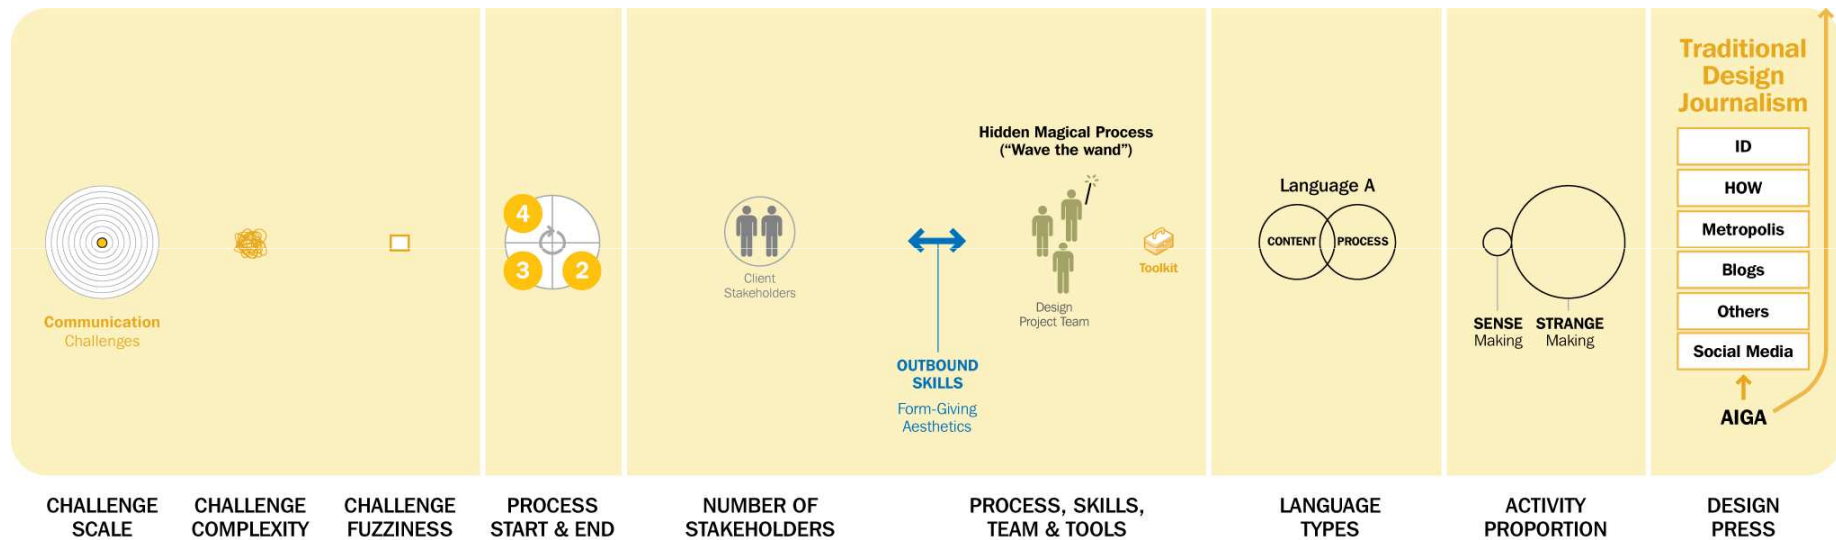 Communication
Challenges
4
3
2
Client
Stakeholders
OUTBOUND
SKILLS
Form-Giving
Aesthetics
Hidden Magical Process
(“Wave the wand”)
Design
Project Team
Toolkit
Language A
CONTENT
PROCESS
SENSE
Making
STRANGE
Making
Traditional
Design
Journalism
ID
HOW
Metropolis
Blogs
Others
Social Media
AIGA
CHALLENGE
SCALE
CHALLENGE
COMPLEXITY
CHALLENGE
FUZZINESS
PROCESS
START & END
NUMBER OF
STAKEHOLDERS
PROCESS, SKILLS,
TEAM & TOOLS
LANGUAGE
TYPES
ACTIVITY
PROPORTION
DESIGN
PRESS